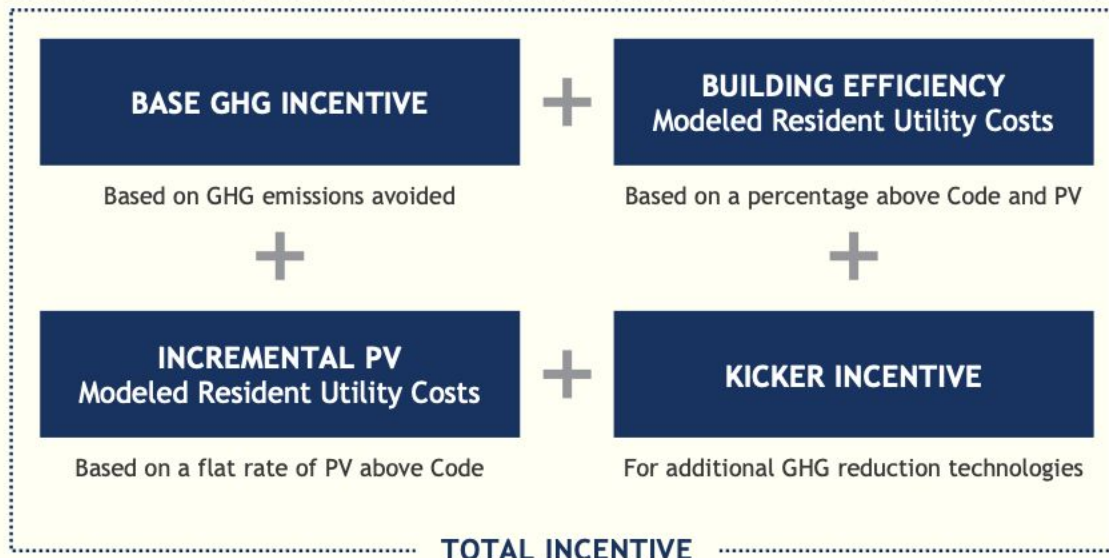 BASE GHG INCENTIVE
Based on GHG emissions avoided
+
BUILDING EFFICIENCY
Modeled Resident Utility Costs
Based on a percentage above Code and PV
+
+
INCREMENTAL PV
Modeled Resident Utility Costs
Based on a flat rate of PV above Code
+
KICKER INCENTIVE
For additional GHG reduction technologies
TOTAL INCENTIVE